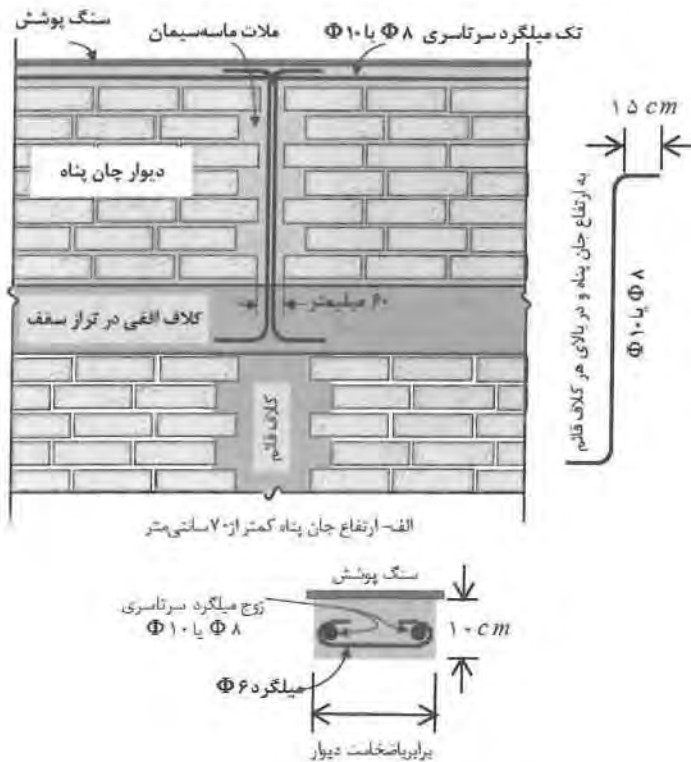 سنگ پوشش
ملات ماسه‌سیمان
تک میلگرد سرتاسری Φ۸ یا Φ۱۰
۱۵ cm
دیوار جان پناه
به ارتفاع جان پناه و در بالای هر کلاف قائم
Φ۸ یا Φ۱۰
۶۰ میلیمتر
کلاف افقی در تراز سقف
کلاف قائم
الف- ارتفاع جان پناه کمتر از ۷۰ سانتی‌متر
سنگ پوشش
زوج میلگرد سرتاسری
Φ۸ یا Φ۱۰
۱۰ cm
میلگرد Φ۶
برابر با ضخامت دیوار